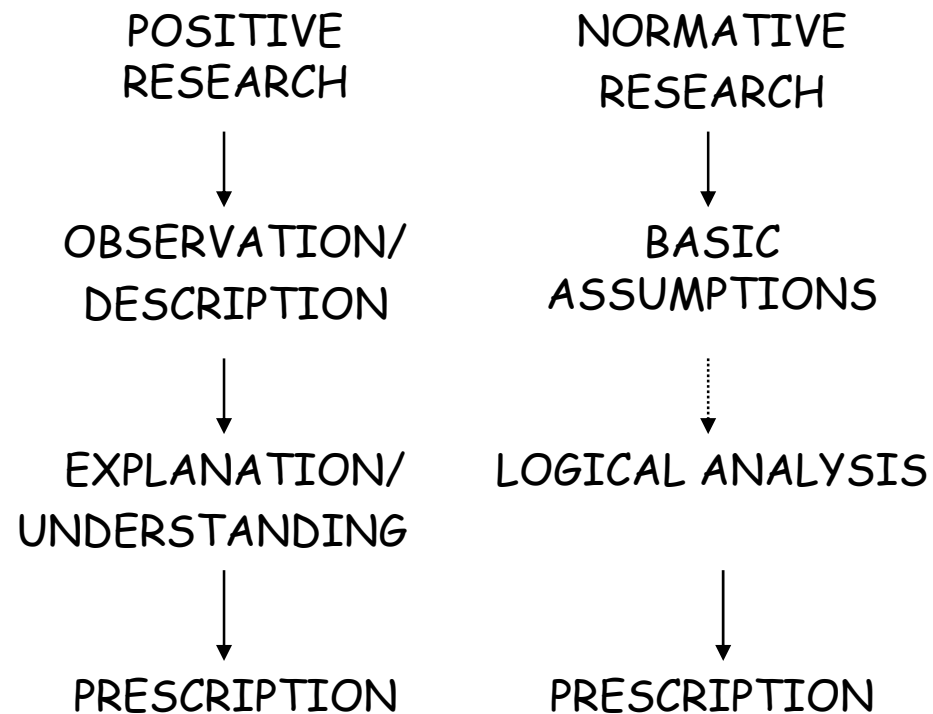 POSITIVE
RESEARCH
OBSERVATION/
DESCRIPTION
EXPLANATION/
UNDERSTANDING
PRESCRIPTION
NORMATIVE
RESEARCH
BASIC
ASSUMPTIONS
LOGICAL ANALYSIS
PRESCRIPTION